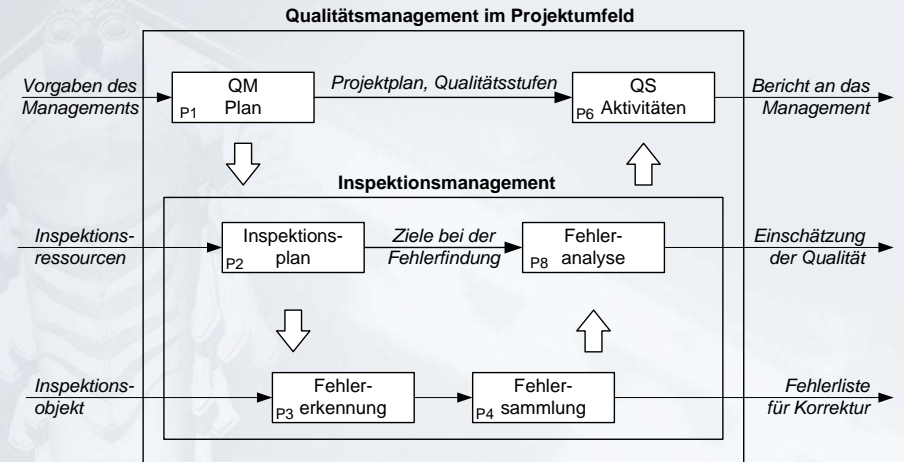 Qualitätsmanagement im Projektumfeld
Vorgaben des
Managements
QM
Plan
P1
Projektplan, Qualitätsstufen
QS
Aktivitäten
P6
Bericht an das
Management
Inspektionsmanagement
Inspektions-
ressourcen
Inspektions-
plan
P2
Ziele bei der
Fehlerfindung
Fehler-
analyse
P8
Einschätzung
der Qualität
Inspektions-
objekt
Fehler-
erkennung
P3
Fehler-
sammlung
P4
Fehlerliste
für Korrektur